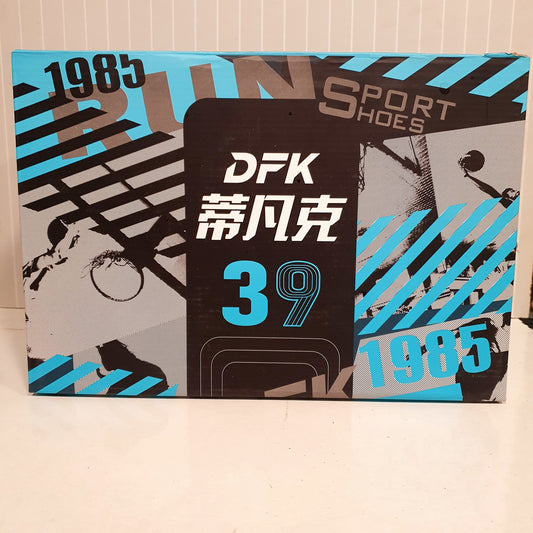 1985
RUN
SPORT
SHOES
DFK
蒂凡克
39
1985